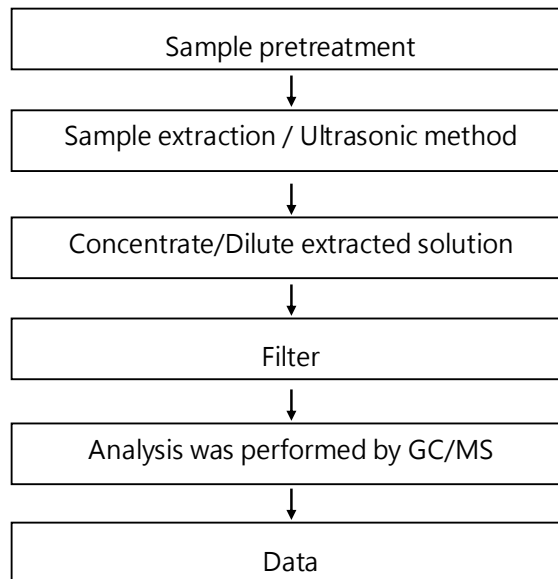 Sample pretreatment
Sample extraction / Ultrasonic method
Concentrate/Dilute extracted solution
Filter
Analysis was performed by GC/MS
Data